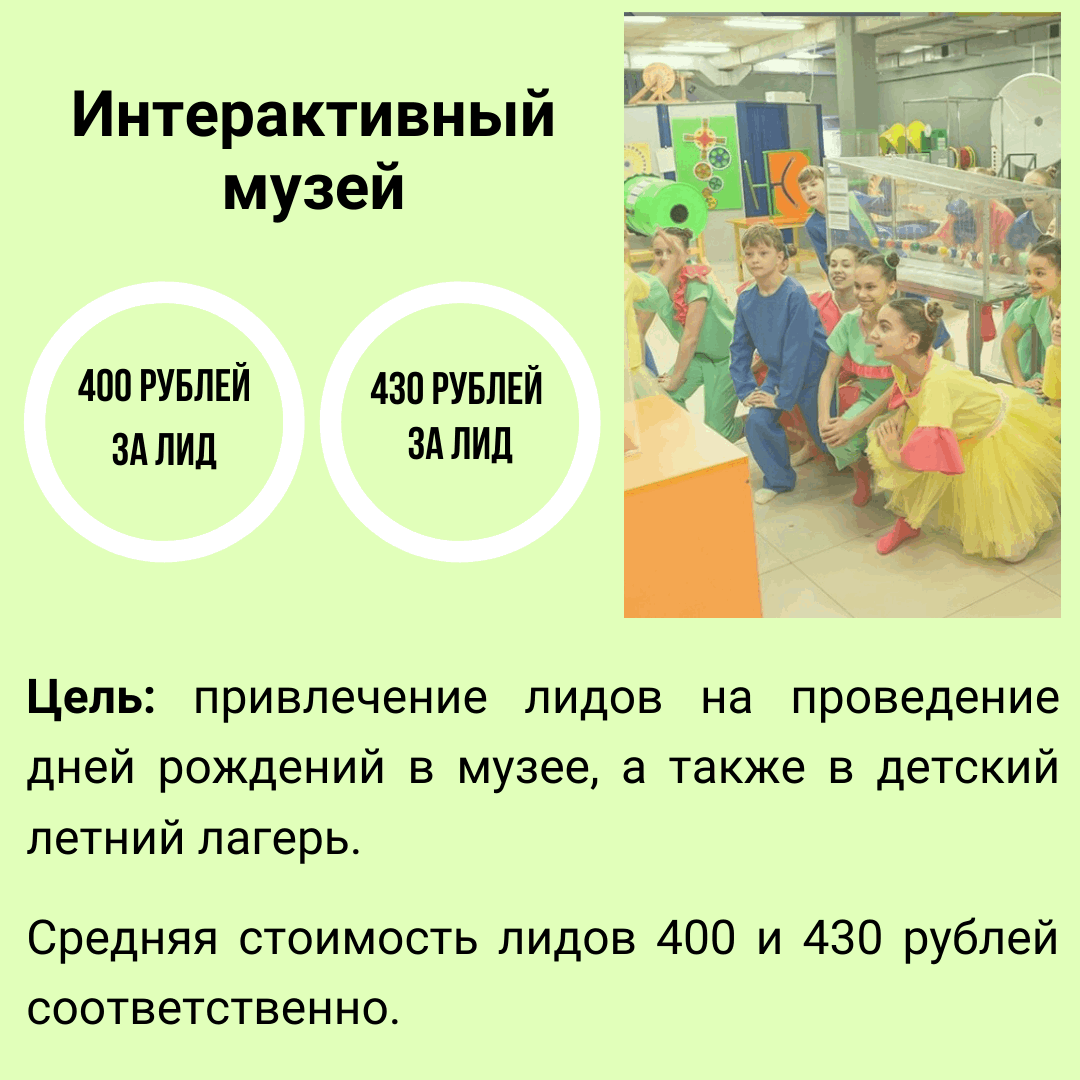 Интерактивный
музей
400 РУБЛЕЙ
ЗА ЛИД
430 РУБЛЕЙ
ЗА ЛИД
Цель: привлечение лидов на проведение
дней рождений в музее, а также в детский
летний лагерь.
Средняя стоимость лидов 400 и 430 рублей
соответственно.